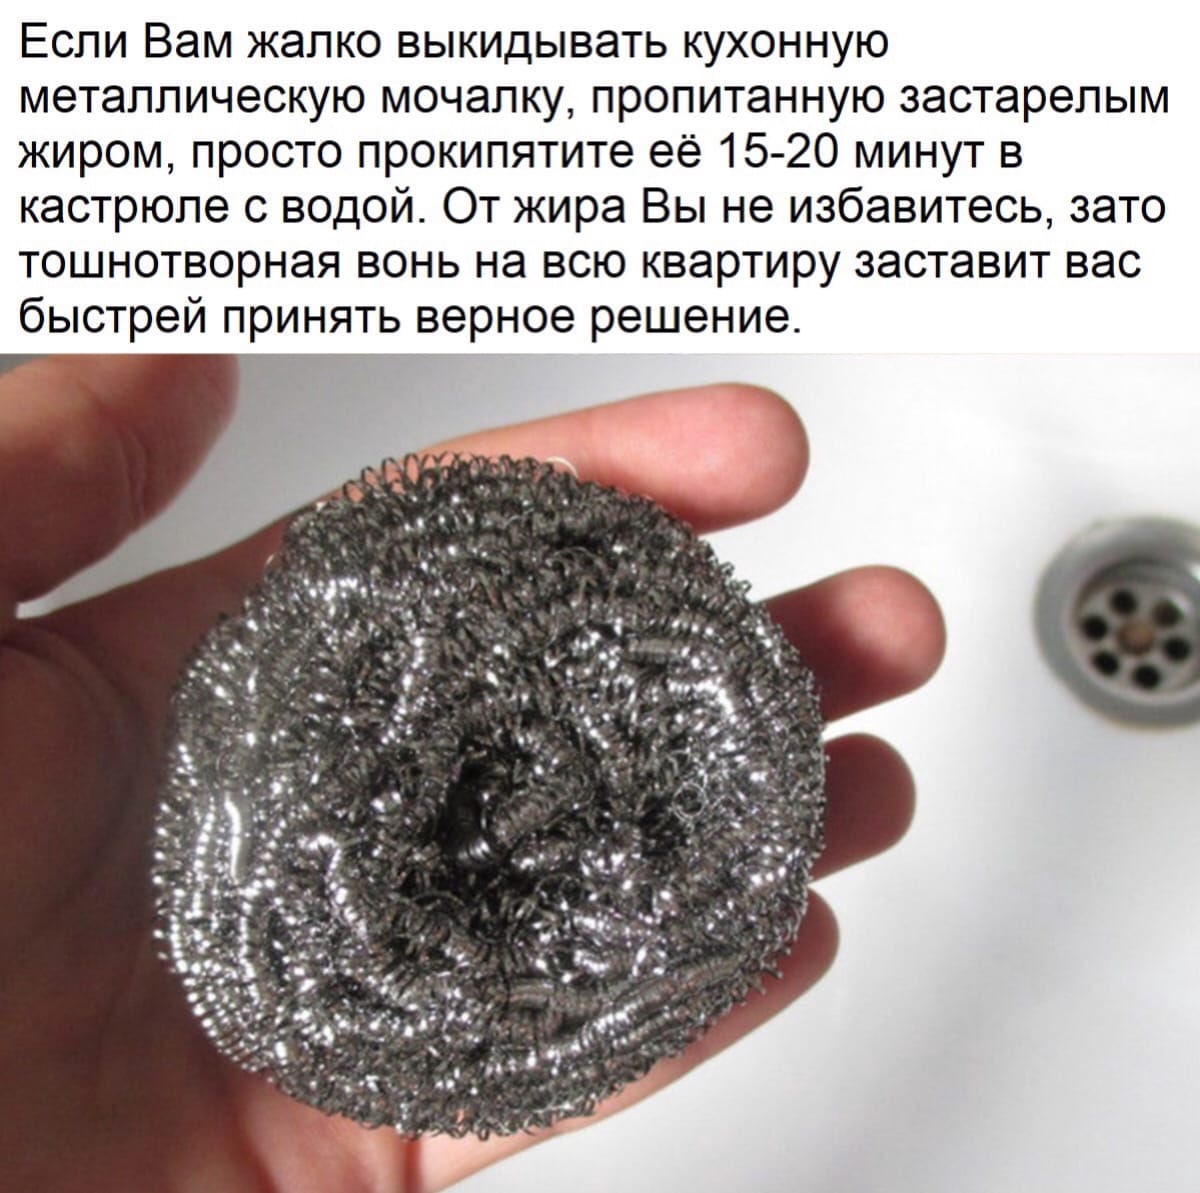 Если Вам жалко выкидывать кухонную
металлическую мочалку, пропитанную застарелым
жиром, просто прокипятите её 15-20 минут в
кастрюле с водой. От жира Вы не избавитесь, зато
тошнотворная вонь на всю квартиру заставит вас
быстрей принять верное решение.